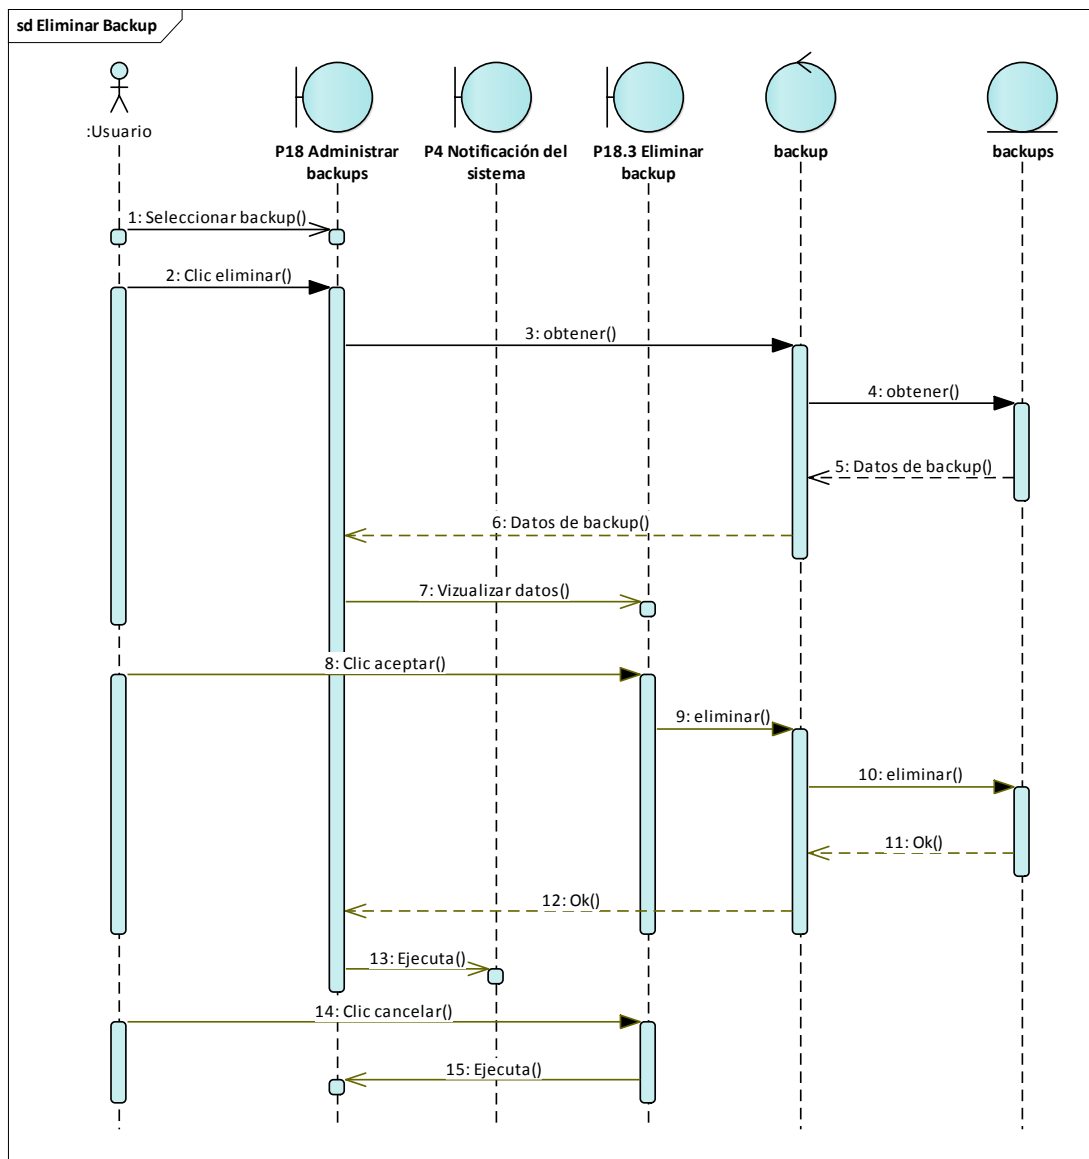 sd Eliminar Backup
:Usuario
P18 Administrar
backups
P4 Notificación del
sistema
P18.3 Eliminar
backup
backup
backups
1: Seleccionar backup()
2: Clic eliminar()
3: obtener()
4: obtener()
5: Datos de backup()
6: Datos de backup()
7: Vizualizar datos()
8: Clic aceptar()
9: eliminar()
10: eliminar()
11: Ok()
12: Ok()
13: Ejecuta()
14: Clic cancelar()
15: Ejecuta()